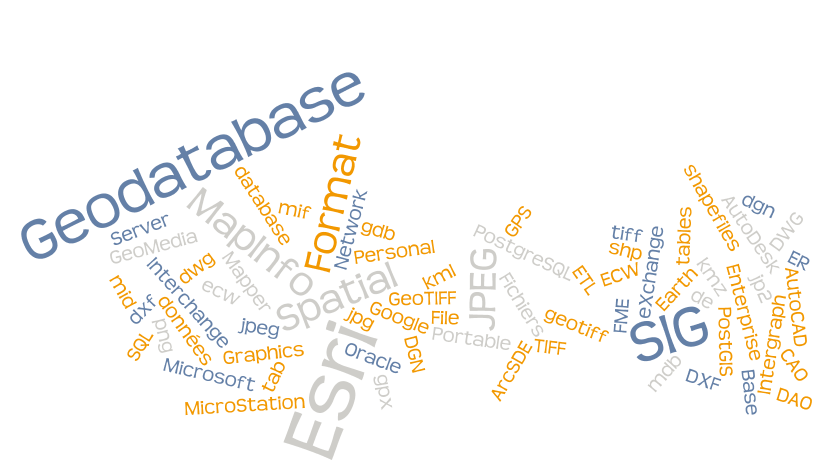 Geodatabase
Format
database
mif
Network
gdb
Personal
MapInfo
Server
GeoMedia
Interchange
Mapper
dwg
ecw
mid
dxf
png
données
SQL
jpeg
Graphics
Microsoft
tab
MicroStation
Spatial
Esri
jpg
Google
GeoTIFF
kml
File
Oracle
DGN
gpx
Portable
JPEG
PostgreSQL
GPS
Fichiers
ETL
ECW
geotiff
TIFF
ArcSDE
tiff
shp
eXchange
FME
tables
Earth
shapefiles
AutoDesk
dgn
DWG
kmz
de
SIG
mdb
DXF
Enterprise
PostGIS
jp2
ER
AutoCAD
Intergraph
CAO
DAO
Base